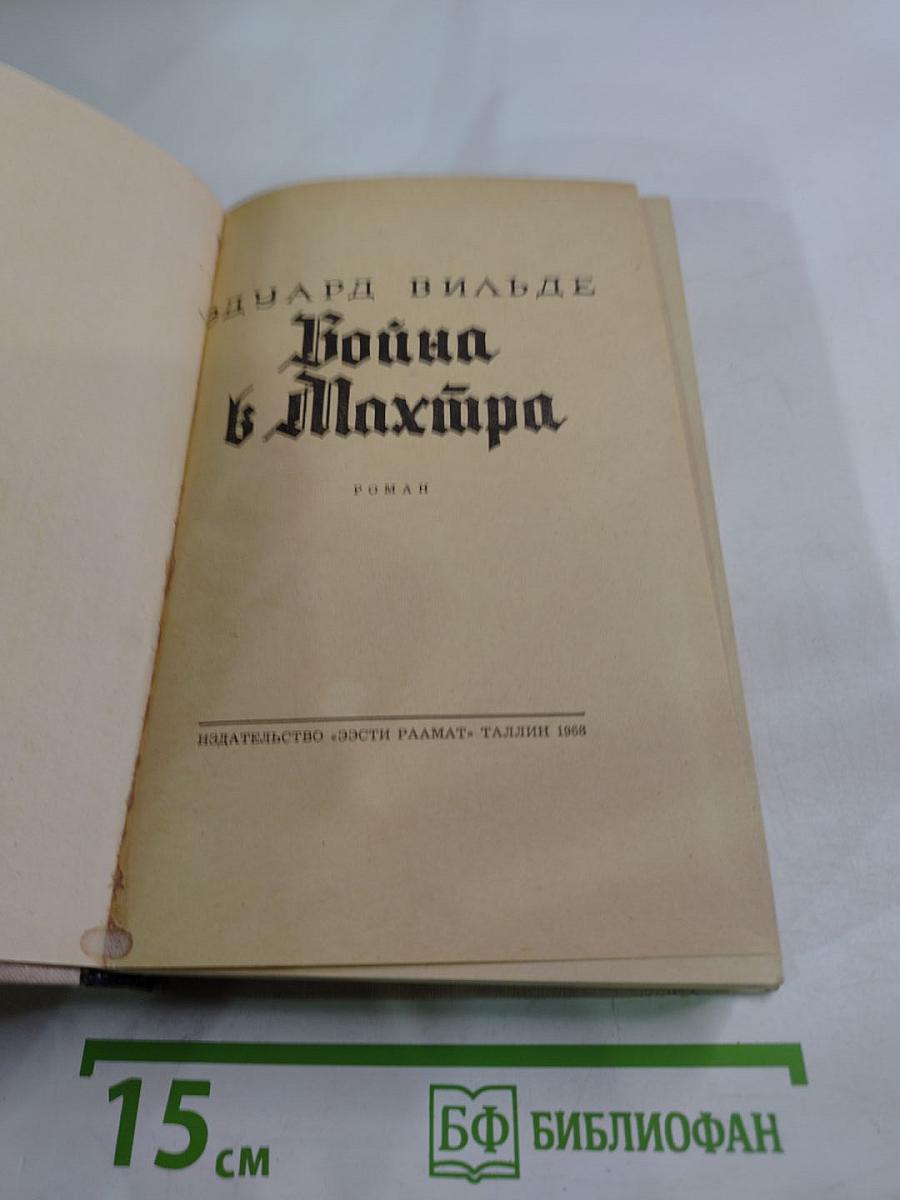 ЭДУАРД ВИЛЬДЕ
Война
в Махтра
РОМАН
ИЗДАТЕЛЬСТВО «ЭЭСТИ РААМАТ» ТАЛЛИН 1968
15 см
БФ БИБЛИОФАН